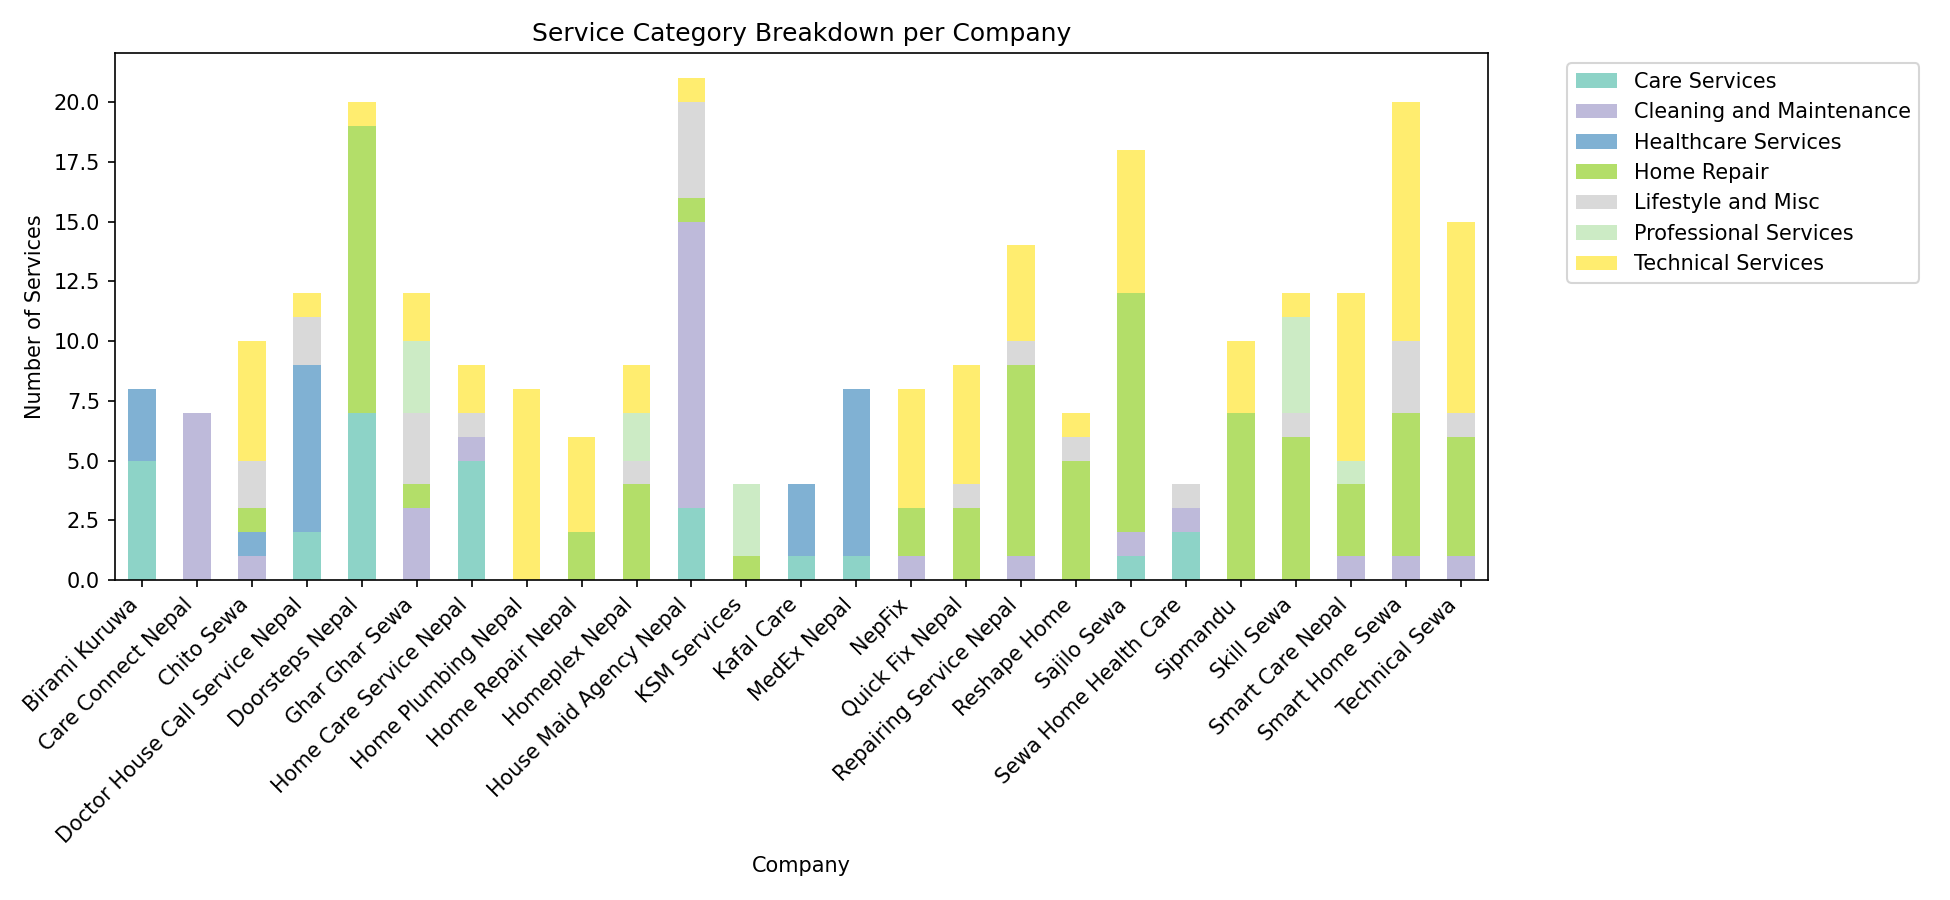 Service Category Breakdown per Company
Number of Services
20.0
17.5
15.0
12.5
10.0
7.5
5.0
2.5
0.0
Birami Kuruwa
Care Connect Nepal
Chito Sewa
Doctor House Call Service Nepal
Doorsteps Nepal
Ghar Ghar Sewa
Home Care Service Nepal
Home Plumbing Nepal
Home Repair Nepal
Homeplex Nepal
House Maid Agency Nepal
KSM Services
Kafal Care
MedEx Nepal
NepFix
Quick Fix Nepal
Repairing Service Nepal
Reshape Home
Sajilo Sewa
Sewa Home Health Care
Sipmandu
Skill Sewa
Smart Care Nepal
Smart Home Sewa
Technical Sewa
Company
Care Services
Cleaning and Maintenance
Healthcare Services
Home Repair
Lifestyle and Misc
Professional Services
Technical Services